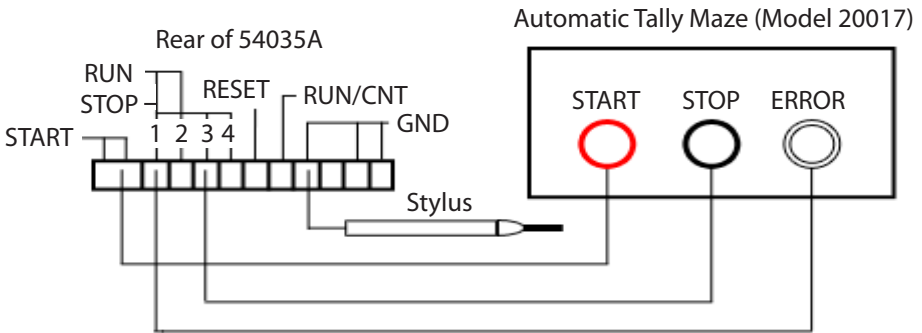 Automatic Tally Maze (Model 20017)
Rear of 54035A
RUN
STOP
RESET
RUN/CNT
START
1 2 3 4
GND
START STOP ERROR
Stylus